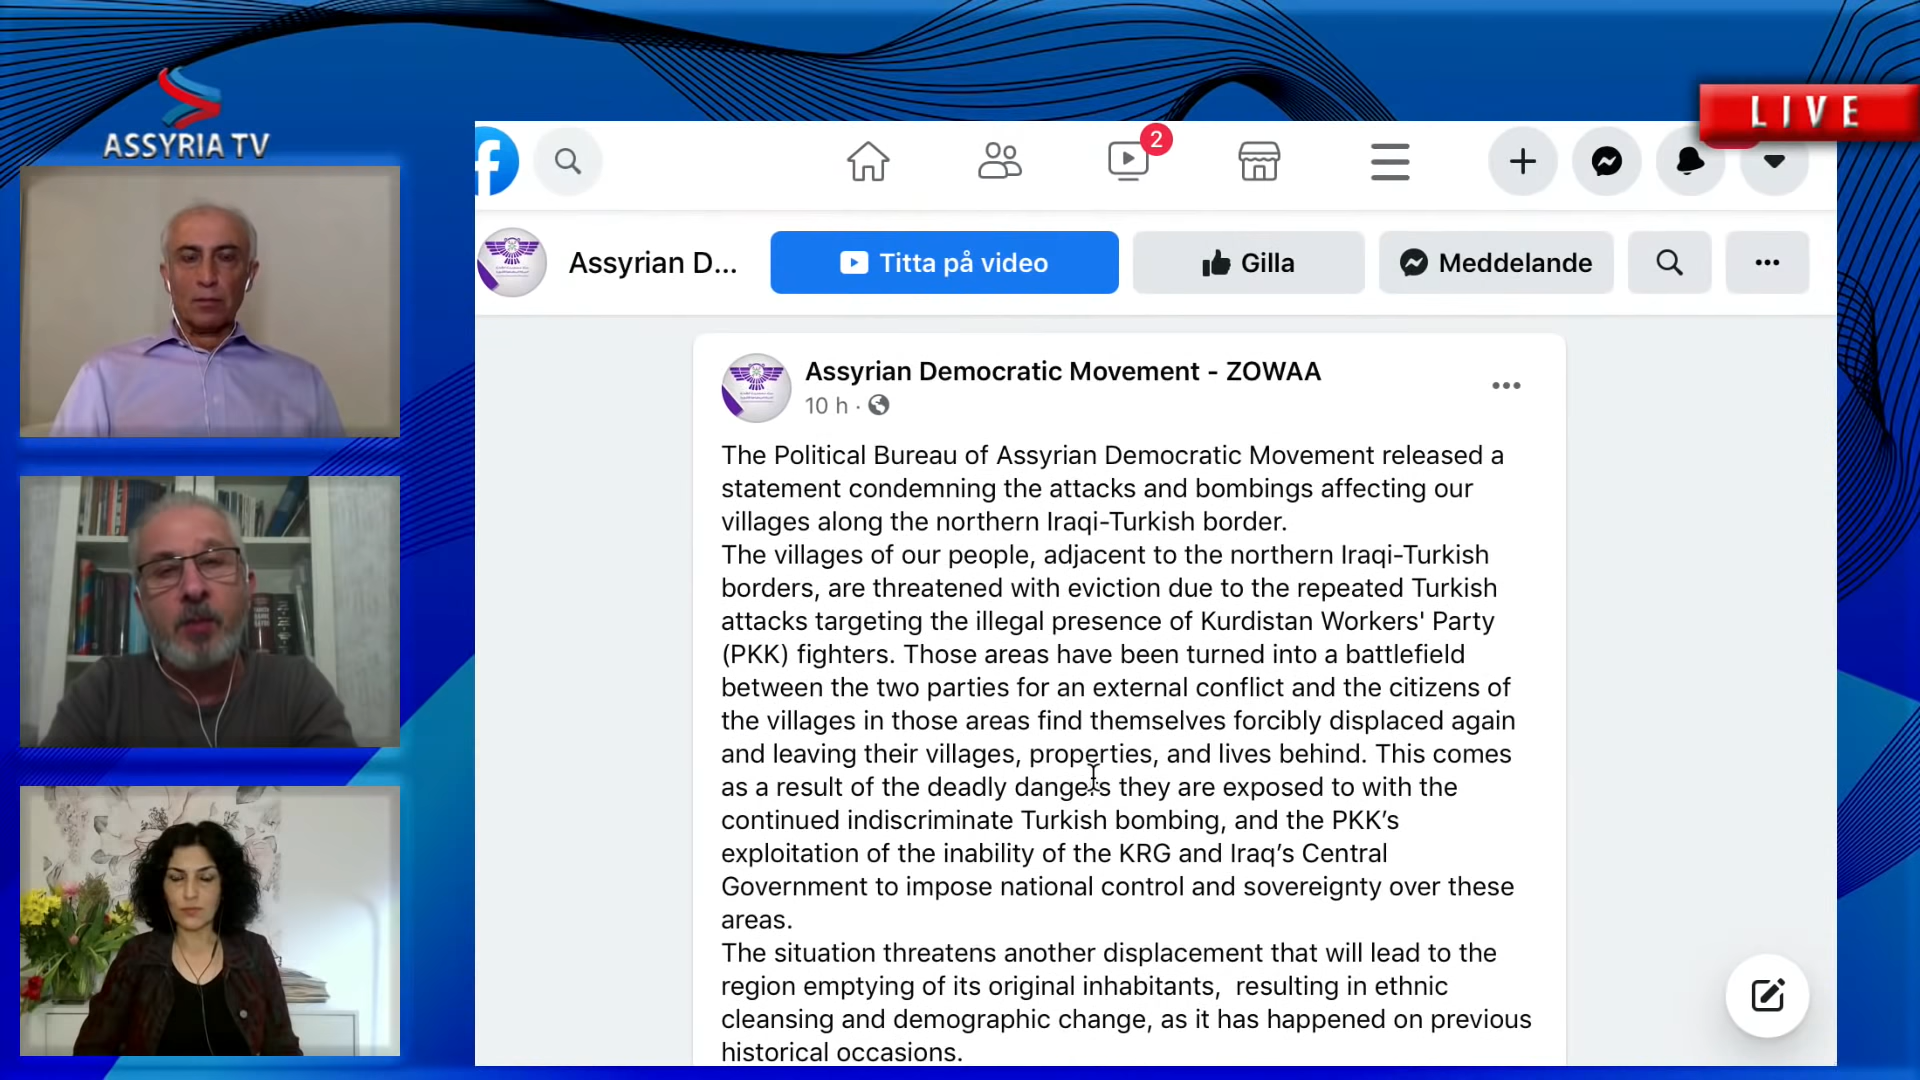 ASSYRIA TV
LIVE
2
Assyrian D...
Titta på video
Gilla
Meddelande
Assyrian Democratic Movement - ZOWAA
10 h ·
The Political Bureau of Assyrian Democratic Movement released a
statement condemning the attacks and bombings affecting our
villages along the northern Iraqi-Turkish border.
The villages of our people, adjacent to the northern Iraqi-Turkish
borders, are threatened with eviction due to the repeated Turkish
attacks targeting the illegal presence of Kurdistan Workers' Party
(PKK) fighters. Those areas have been turned into a battlefield
between the two parties for an external conflict and the citizens of
the villages in those areas find themselves forcibly displaced again
and leaving their villages, properties, and lives behind. This comes
as a result of the deadly dangers they are exposed to with the
continued indiscriminate Turkish bombing, and the PKK’s
exploitation of the inability of the KRG and Iraq’s Central
Government to impose national control and sovereignty over these
areas.
The situation threatens another displacement that will lead to the
region emptying of its original inhabitants,  resulting in ethnic
cleansing and demographic change, as it has happened on previous
historical occasions.